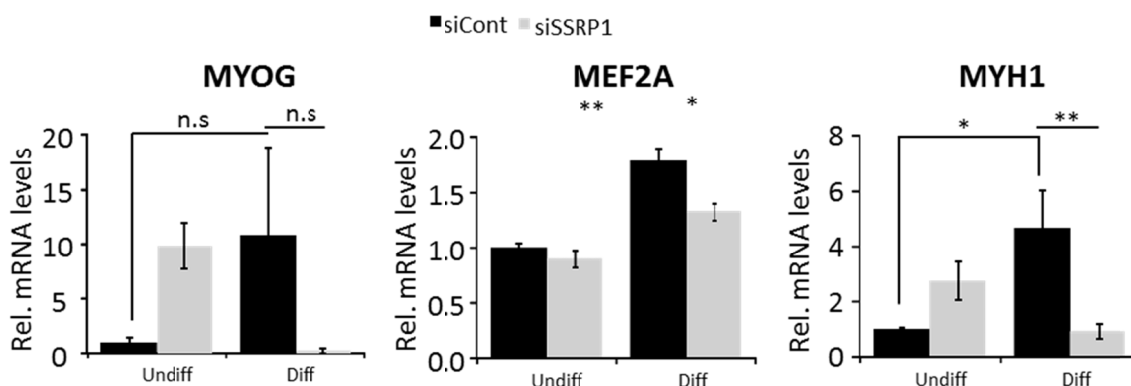 siCont siSSRP1
MYOG
n.s n.s
Rel. mRNA levels
20
15
10
5
0
Undiff Diff
MEF2A
** *
Rel. mRNA levels
2.0
1.5
1.0
0.5
0.0
Undiff Diff
MYH1
* **
Rel. mRNA levels
8
6
4
2
0
Undiff Diff